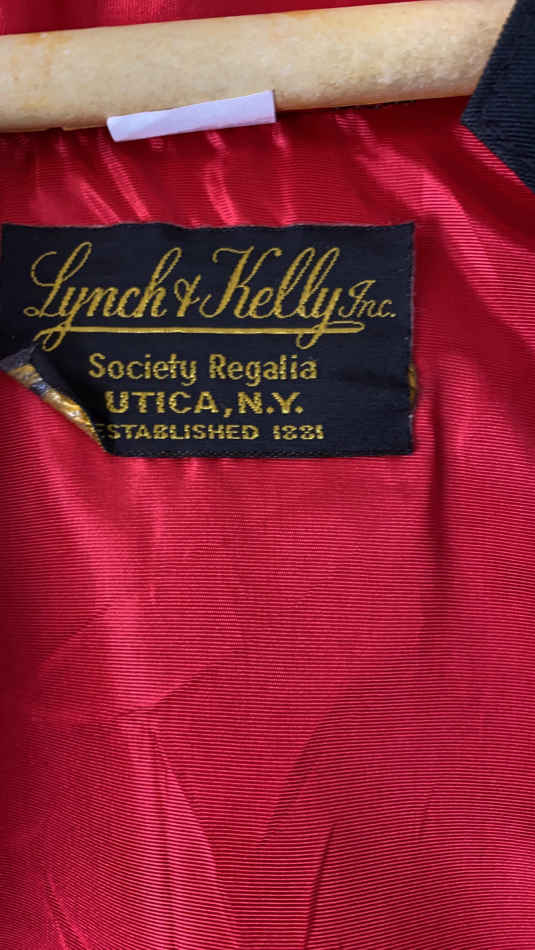 Lynch & Kelly Inc.
Society Regalia
UTICA, N.Y.
ESTABLISHED 1881